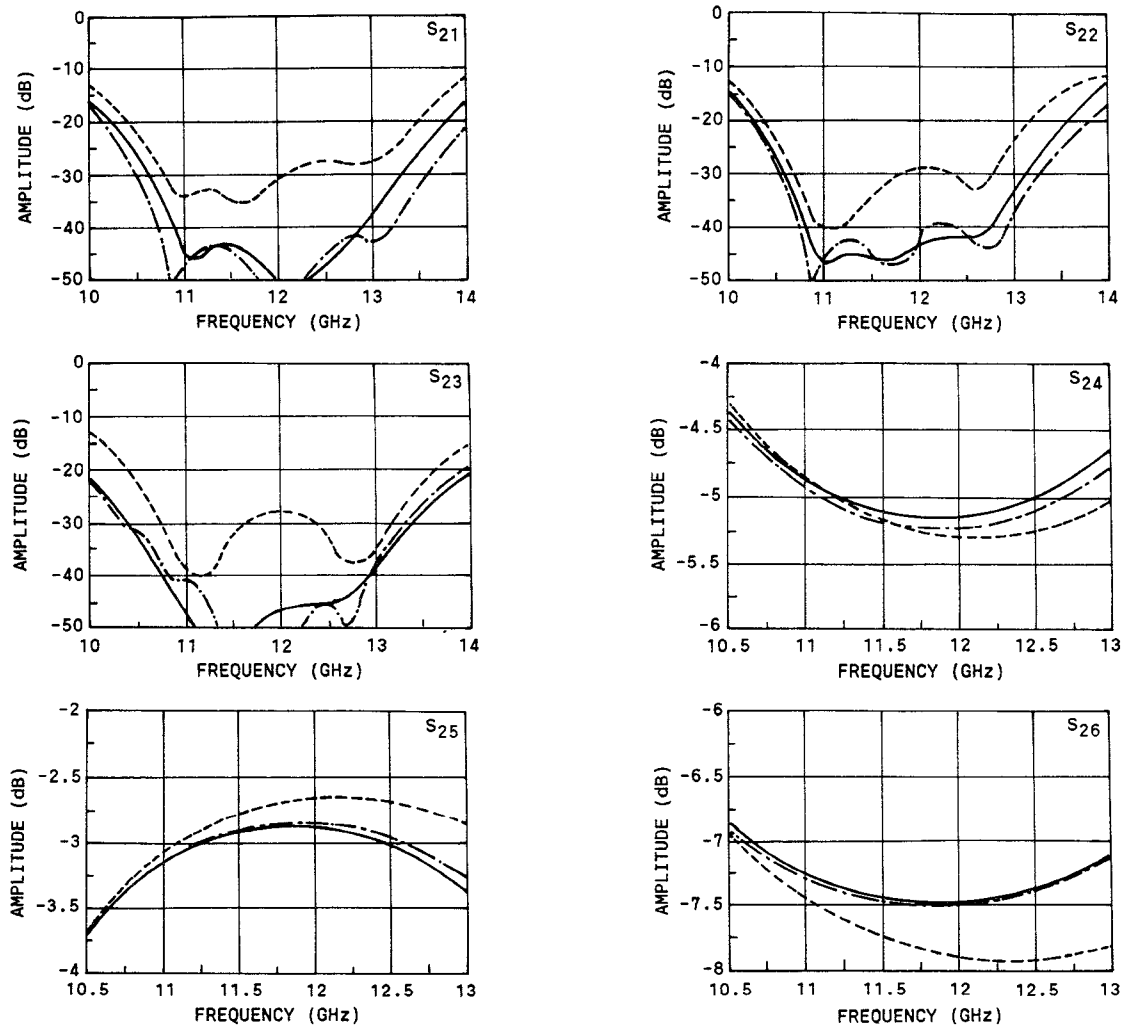 S21
AMPLITUDE (dB)
0
-10
-20
-30
-40
-50
10 11 12 13 14
FREQUENCY (GHz)
S22
AMPLITUDE (dB)
0
-10
-20
-30
-40
-50
10 11 12 13 14
FREQUENCY (GHz)
S23
AMPLITUDE (dB)
0
-10
-20
-30
-40
-50
10 11 12 13 14
FREQUENCY (GHz)
S24
AMPLITUDE (dB)
-4
-4.5
-5
-5.5
-6
10.5 11 11.5 12 12.5 13
FREQUENCY (GHz)
S25
AMPLITUDE (dB)
-2
-2.5
-3
-3.5
-4
10.5 11 11.5 12 12.5 13
FREQUENCY (GHz)
S26
AMPLITUDE (dB)
-6
-6.5
-7
-7.5
-8
10.5 11 11.5 12 12.5 13
FREQUENCY (GHz)